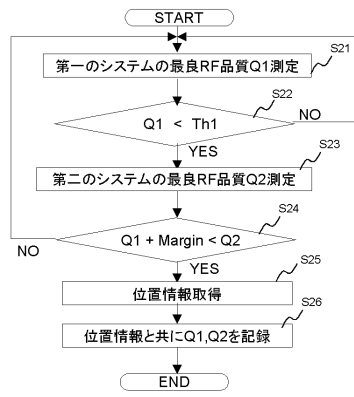 START
第一のシステムの最良RF品質Q1測定
S21
Q1 < Th1
S22
NO
YES
第二のシステムの最良RF品質Q2測定
S23
Q1 + Margin < Q2
S24
NO
YES
位置情報取得
S25
位置情報と共にQ1,Q2を記録
S26
END